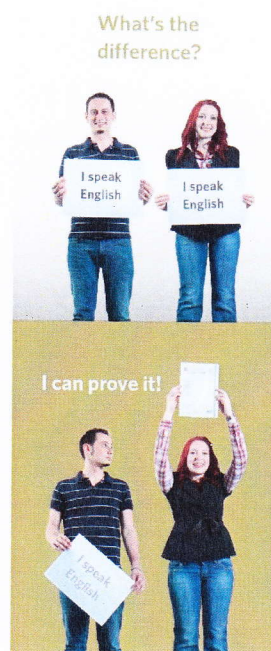 What's the
difference?
I speak
English
I speak
English
I can prove it!
I speak
English